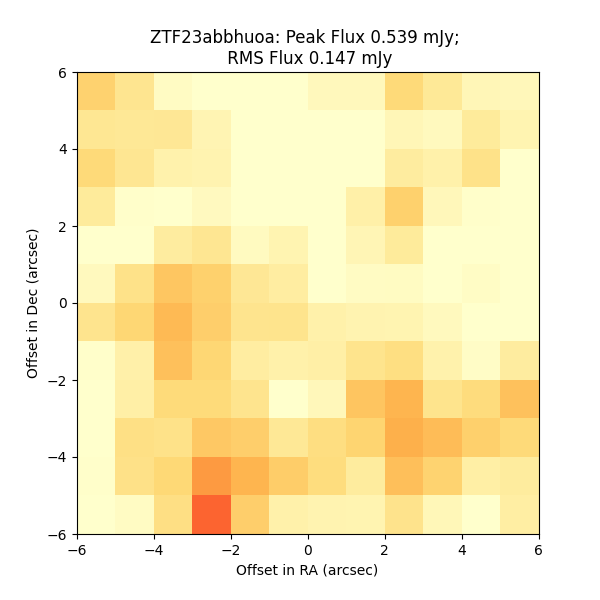 ZTF23abbhuoa: Peak Flux 0.539 mJy;
RMS Flux 0.147 mJy
6
4
2
0
−2
−4
−6
Offset in Dec (arcsec)
−6 −4 −2 0 2 4 6
Offset in RA (arcsec)